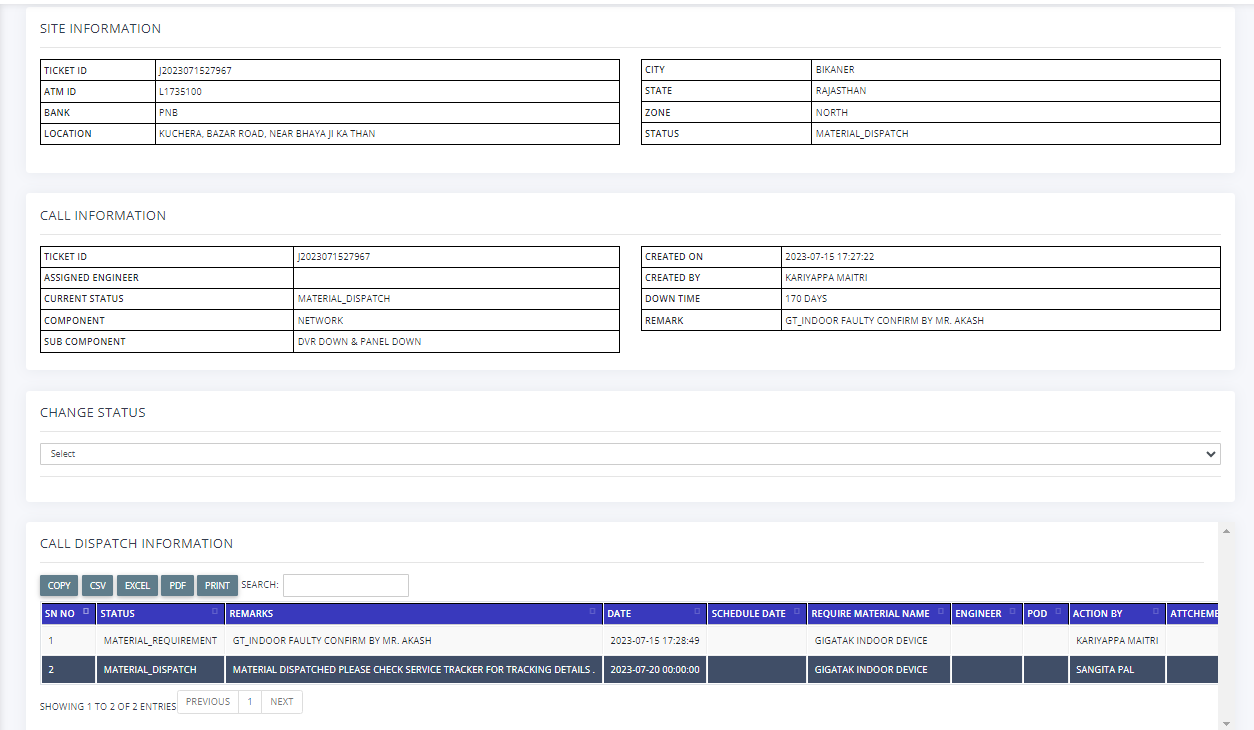 SITE INFORMATION
TICKET ID J2023071527967
ATM ID L1735100
BANK PNB
LOCATION KUCHERA, BAZAR ROAD, NEAR BHAYA JI KA THAN
CITY BIKANER
STATE RAJASTHAN
ZONE NORTH
STATUS MATERIAL_DISPATCH
CALL INFORMATION
TICKET ID J2023071527967
ASSIGNED ENGINEER
CURRENT STATUS MATERIAL_DISPATCH
COMPONENT NETWORK
SUB COMPONENT DVR DOWN & PANEL DOWN
CREATED ON 2023-07-15 17:27:22
CREATED BY KARIYAPPA MAITRI
DOWN TIME 170 DAYS
REMARK GT_INDOOR FAULTY CONFIRM BY MR. AKASH
CHANGE STATUS
Select
CALL DISPATCH INFORMATION
COPY CSV EXCEL PDF PRINT SEARCH:
SN NO STATUS REMARKS DATE SCHEDULE DATE REQUIRE MATERIAL NAME ENGINEER POD ACTION BY ATTCHEME
1 MATERIAL_REQUIREMENT GT_INDOOR FAULTY CONFIRM BY MR. AKASH 2023-07-15 17:28:49 GIGATAK INDOOR DEVICE KARIYAPPA MAITRI
2 MATERIAL_DISPATCH MATERIAL DISPATCHED PLEASE CHECK SERVICE TRACKER FOR TRACKING DETAILS . 2023-07-20 00:00:00 GIGATAK INDOOR DEVICE SANGITA PAL
SHOWING 1 TO 2 OF 2 ENTRIES PREVIOUS 1 NEXT